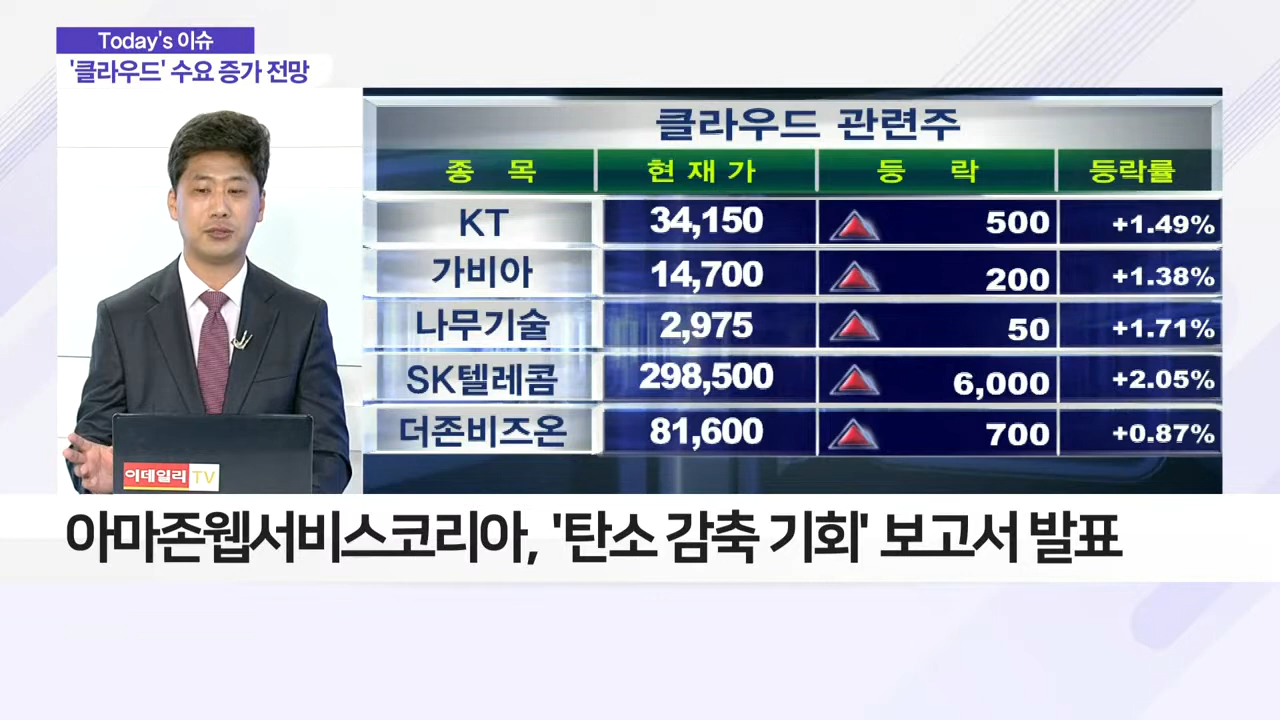 Today's 이슈
'클라우드' 수요 증가 전망
클라우드 관련주
종 목 현 재 가 등 락 등락률
KT 34,150 500 +1.49%
가비아 14,700 200 +1.38%
나무기술 2,975 50 +1.71%
SK텔레콤 298,500 6,000 +2.05%
더존비즈온 81,600 700 +0.87%
이데일리 TV
아마존웹서비스코리아, '탄소 감축 기회' 보고서 발표